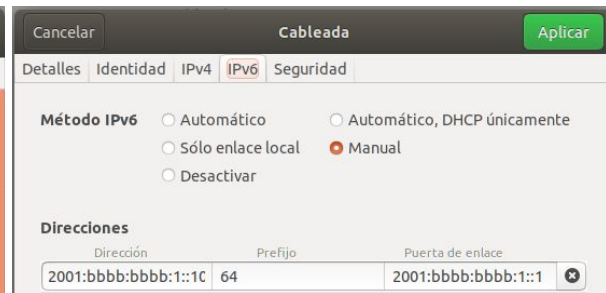 Cancelar Cableada Aplicar
Detalles Identidad IPv4 IPv6 Seguridad
Método IPv6 Automático Automático, DHCP únicamente
Sólo enlace local Manual
Desactivar
Direcciones
Dirección Prefijo Puerta de enlace
2001:bbbb:bbbb:1::10 64 2001:bbbb:bbbb:1::1